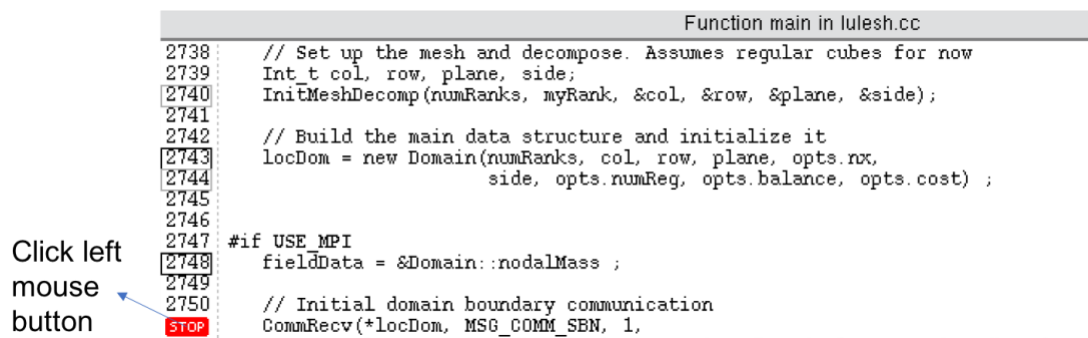 Function main in lulesh.cc
2738 // Set up the mesh and decompose. Assumes regular cubes for now
2739 Int_t col, row, plane, side;
2740 InitMeshDecomp(numRanks, myRank, &col, &row, &plane, &side);
2741
2742 // Build the main data structure and initialize it
2743 locDom = new Domain(numRanks, col, row, plane, opts.nx,
2744 side, opts.numReg, opts.balance, opts.cost) ;
2745
2746
2747 #if USE_MPI
2748 fieldData = &Domain::nodalMass ;
2749
2750 // Initial domain boundary communication
STOP CommRecv(*locDom, MSG_COMM_SBN, 1,
Click left
mouse
button